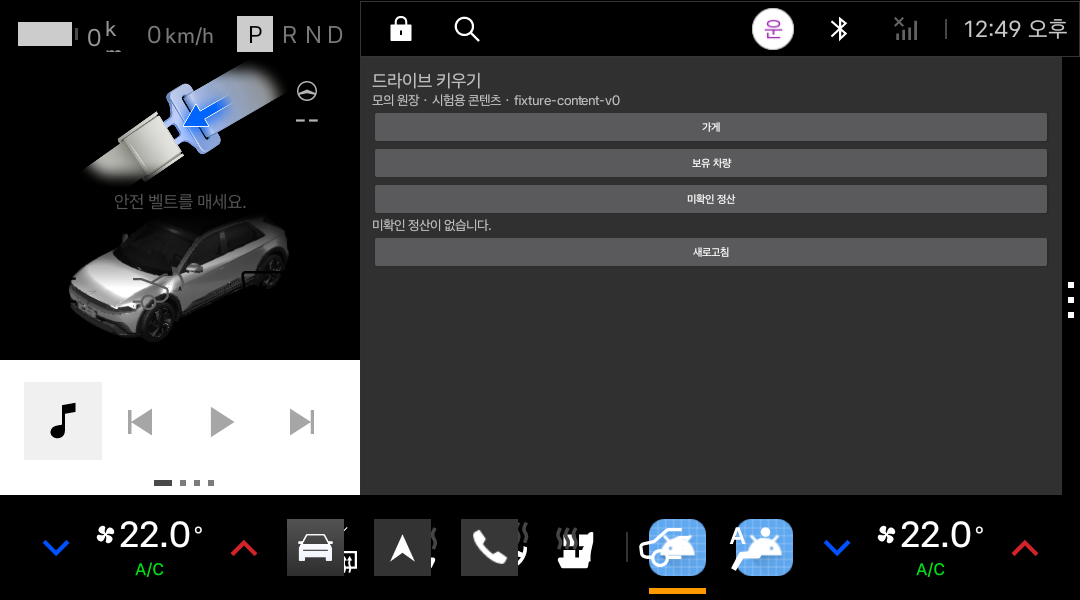 0 km
0 km/h
P R N D
안전 벨트를 매세요.
운
12:49 오후
드라이브 키우기
모의 원장 · 시험용 콘텐츠 · fixture-content-v0
가게
보유 차량
미확인 정산
미확인 정산이 없습니다.
새로고침
22.0°
A/C
A
22.0°
A/C